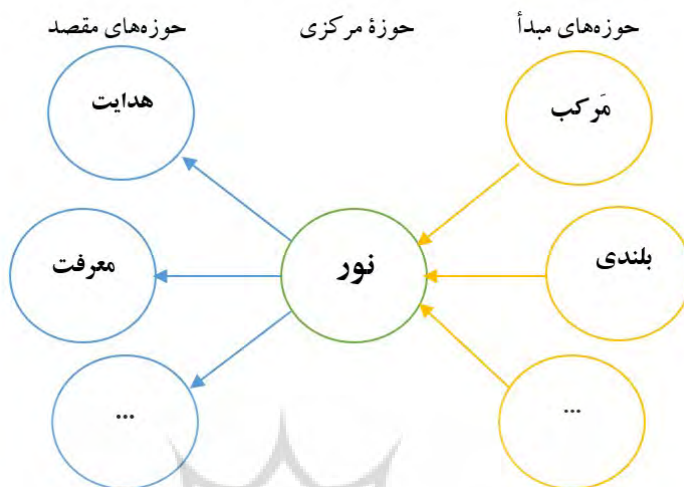 حوزه‌های مبدأ
حوزهٔ مرکزی
حوزه‌های مقصد
مَرکب
هدایت
بلندی
نور
معرفت
...
...